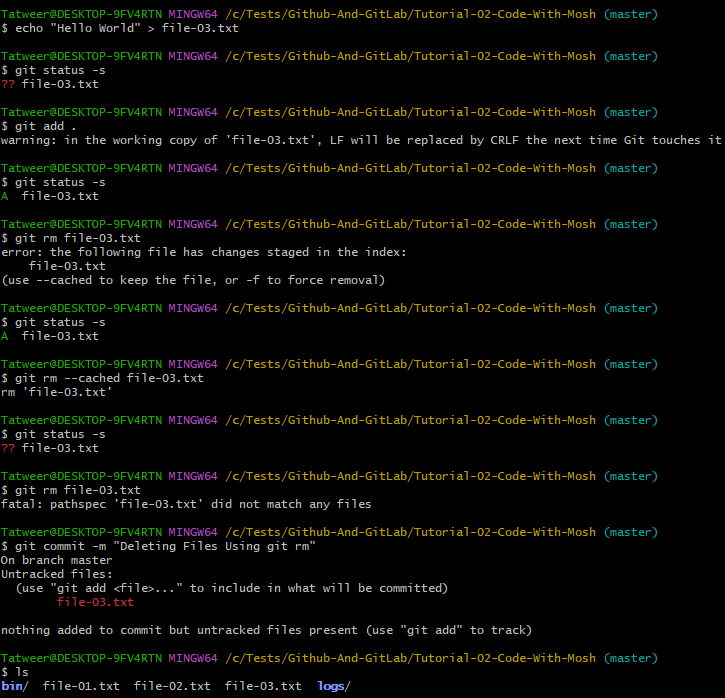 Tatweer@DESKTOP-9FV4RTN MINGW64 /c/Tests/Github-And-GitLab/Tutorial-02-Code-With-Mosh (master)
$ echo "Hello World" > file-03.txt
Tatweer@DESKTOP-9FV4RTN MINGW64 /c/Tests/Github-And-GitLab/Tutorial-02-Code-With-Mosh (master)
$ git status -s
?? file-03.txt
Tatweer@DESKTOP-9FV4RTN MINGW64 /c/Tests/Github-And-GitLab/Tutorial-02-Code-With-Mosh (master)
$ git add .
warning: in the working copy of 'file-03.txt', LF will be replaced by CRLF the next time Git touches it
Tatweer@DESKTOP-9FV4RTN MINGW64 /c/Tests/Github-And-GitLab/Tutorial-02-Code-With-Mosh (master)
$ git status -s
A  file-03.txt
Tatweer@DESKTOP-9FV4RTN MINGW64 /c/Tests/Github-And-GitLab/Tutorial-02-Code-With-Mosh (master)
$ git rm file-03.txt
error: the following file has changes staged in the index:
    file-03.txt
(use --cached to keep the file, or -f to force removal)
Tatweer@DESKTOP-9FV4RTN MINGW64 /c/Tests/Github-And-GitLab/Tutorial-02-Code-With-Mosh (master)
$ git status -s
A  file-03.txt
Tatweer@DESKTOP-9FV4RTN MINGW64 /c/Tests/Github-And-GitLab/Tutorial-02-Code-With-Mosh (master)
$ git rm --cached file-03.txt
rm 'file-03.txt'
Tatweer@DESKTOP-9FV4RTN MINGW64 /c/Tests/Github-And-GitLab/Tutorial-02-Code-With-Mosh (master)
$ git status -s
?? file-03.txt
Tatweer@DESKTOP-9FV4RTN MINGW64 /c/Tests/Github-And-GitLab/Tutorial-02-Code-With-Mosh (master)
$ git rm file-03.txt
fatal: pathspec 'file-03.txt' did not match any files
Tatweer@DESKTOP-9FV4RTN MINGW64 /c/Tests/Github-And-GitLab/Tutorial-02-Code-With-Mosh (master)
$ git commit -m "Deleting Files Using git rm"
On branch master
Untracked files:
  (use "git add <file>..." to include in what will be committed)
        file-03.txt
nothing added to commit but untracked files present (use "git add" to track)
Tatweer@DESKTOP-9FV4RTN MINGW64 /c/Tests/Github-And-GitLab/Tutorial-02-Code-With-Mosh (master)
$ ls
bin/  file-01.txt  file-02.txt  file-03.txt  logs/